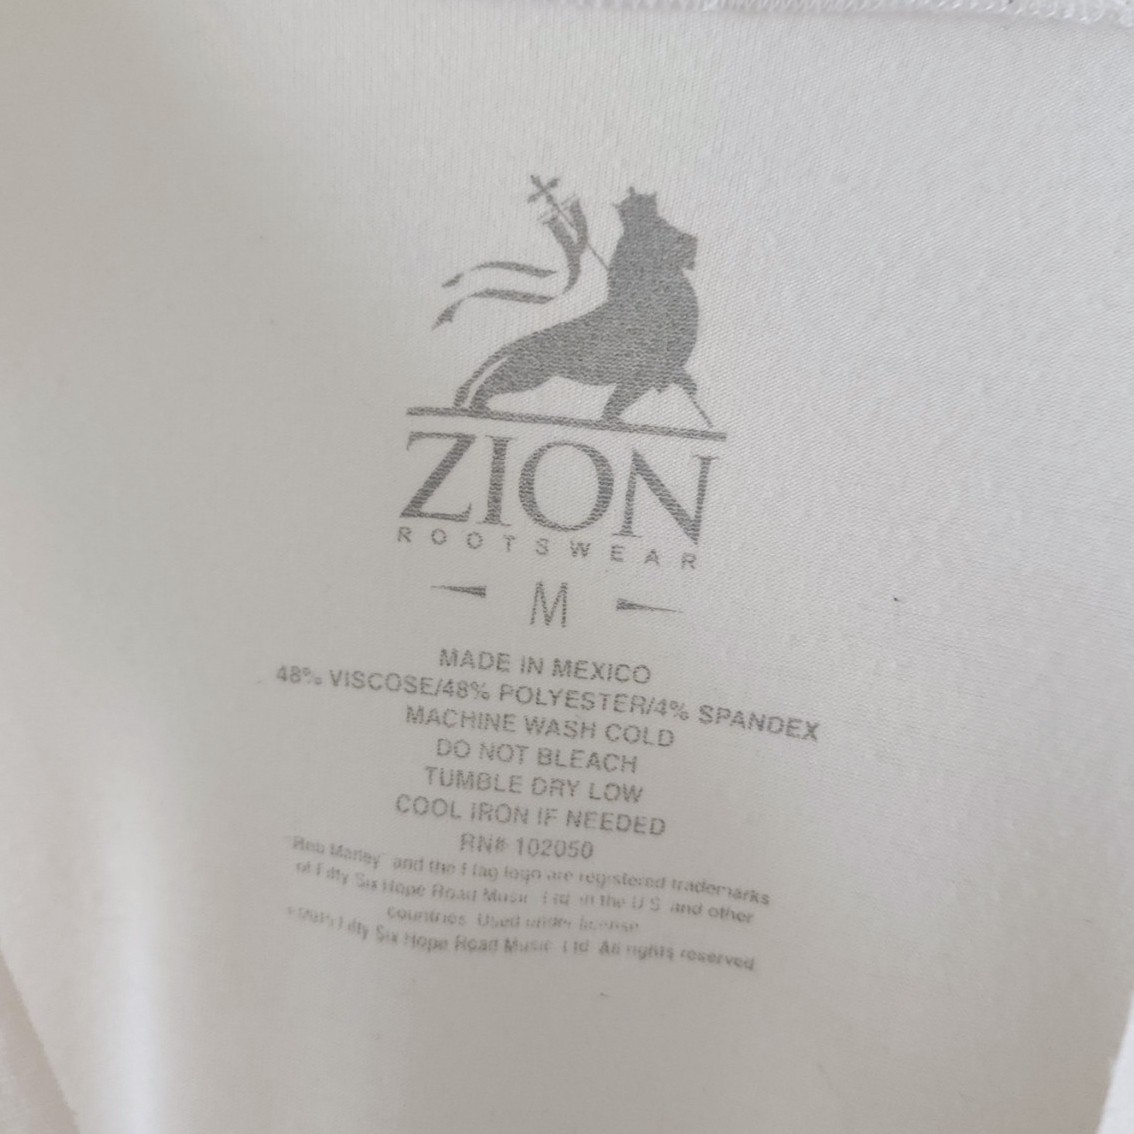 ZION
ROOTSWEAR
M
MADE IN MEXICO
48% VISCOSE/48% POLYESTER/4% SPANDEX
MACHINE WASH COLD
DO NOT BLEACH
TUMBLE DRY LOW
COOL IRON IF NEEDED
RN# 102050
"Bob Marley" and the Flag logo are registered trademarks
of Fifty Six Hope Road Music Ltd in the U.S. and other
countries. Used under license
Fifty Six Hope Road Music Ltd. All rights reserved